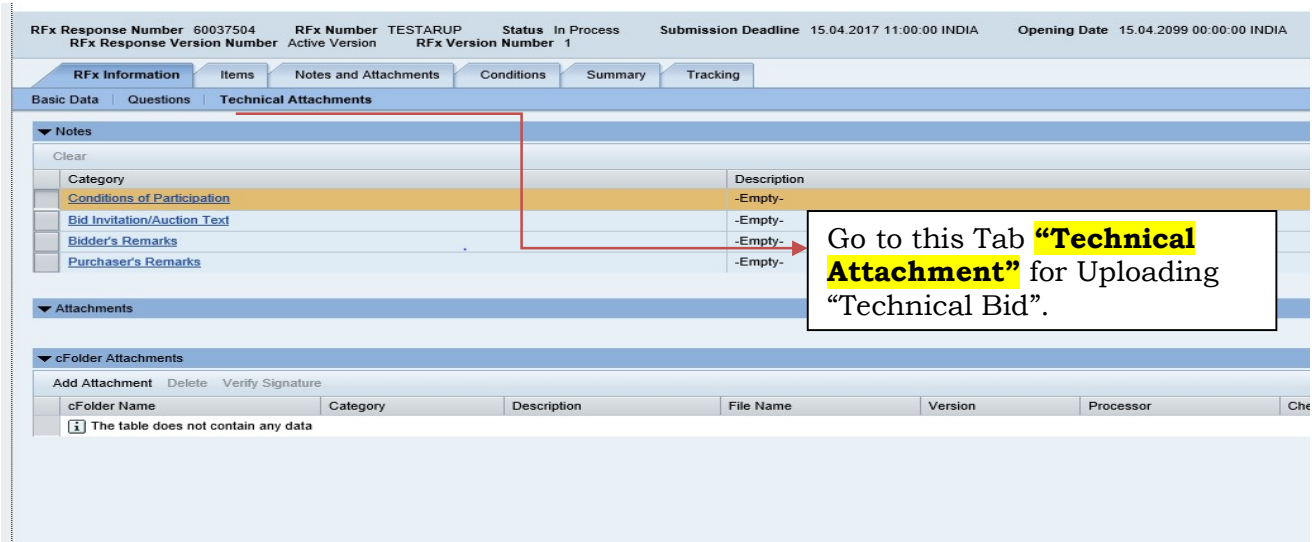 RFx Response Number 60037504 RFx Number TESTARUP Status In Process Submission Deadline 15.04.2017 11:00:00 INDIA Opening Date 15.04.2099 00:00:00 INDIA
RFx Response Version Number Active Version RFx Version Number 1
RFx Information Items Notes and Attachments Conditions Summary Tracking
Basic Data Questions Technical Attachments
Notes
Clear
Category Description
Conditions of Participation -Empty-
Bid Invitation/Auction Text -Empty-
Bidder's Remarks -Empty-
Purchaser's Remarks -Empty-
Go to this Tab “Technical
Attachment” for Uploading
“Technical Bid”.
Attachments
cFolder Attachments
Add Attachment Delete Verify Signature
cFolder Name Category Description File Name Version Processor Che
The table does not contain any data